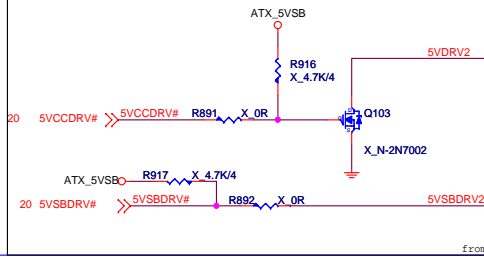 ATX_5VSB
5VDRV2
R916
X_4.7K/4
20 5VCCDRV# 5VCCDRV# R891 X_0R
Q103
X_N-2N7002
ATX_5VSB R917 X_4.7K/4
20 5VSBDRV# 5VSBDRV# R892 X_0R 5VSBDRV2
from